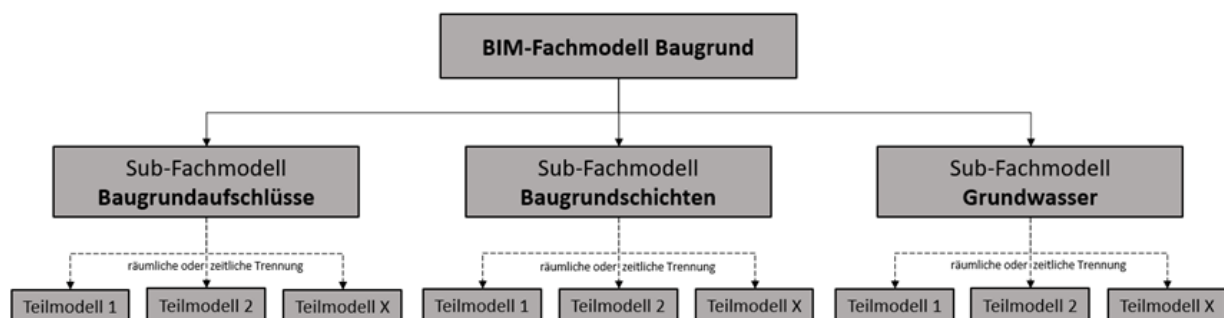 BIM-Fachmodell Baugrund
Sub-Fachmodell
Baugrundaufschlüsse
Sub-Fachmodell
Baugrundschichten
Sub-Fachmodell
Grundwasser
räumliche oder zeitliche Trennung
räumliche oder zeitliche Trennung
räumliche oder zeitliche Trennung
Teilmodell 1
Teilmodell 2
Teilmodell X
Teilmodell 1
Teilmodell 2
Teilmodell X
Teilmodell 1
Teilmodell 2
Teilmodell X